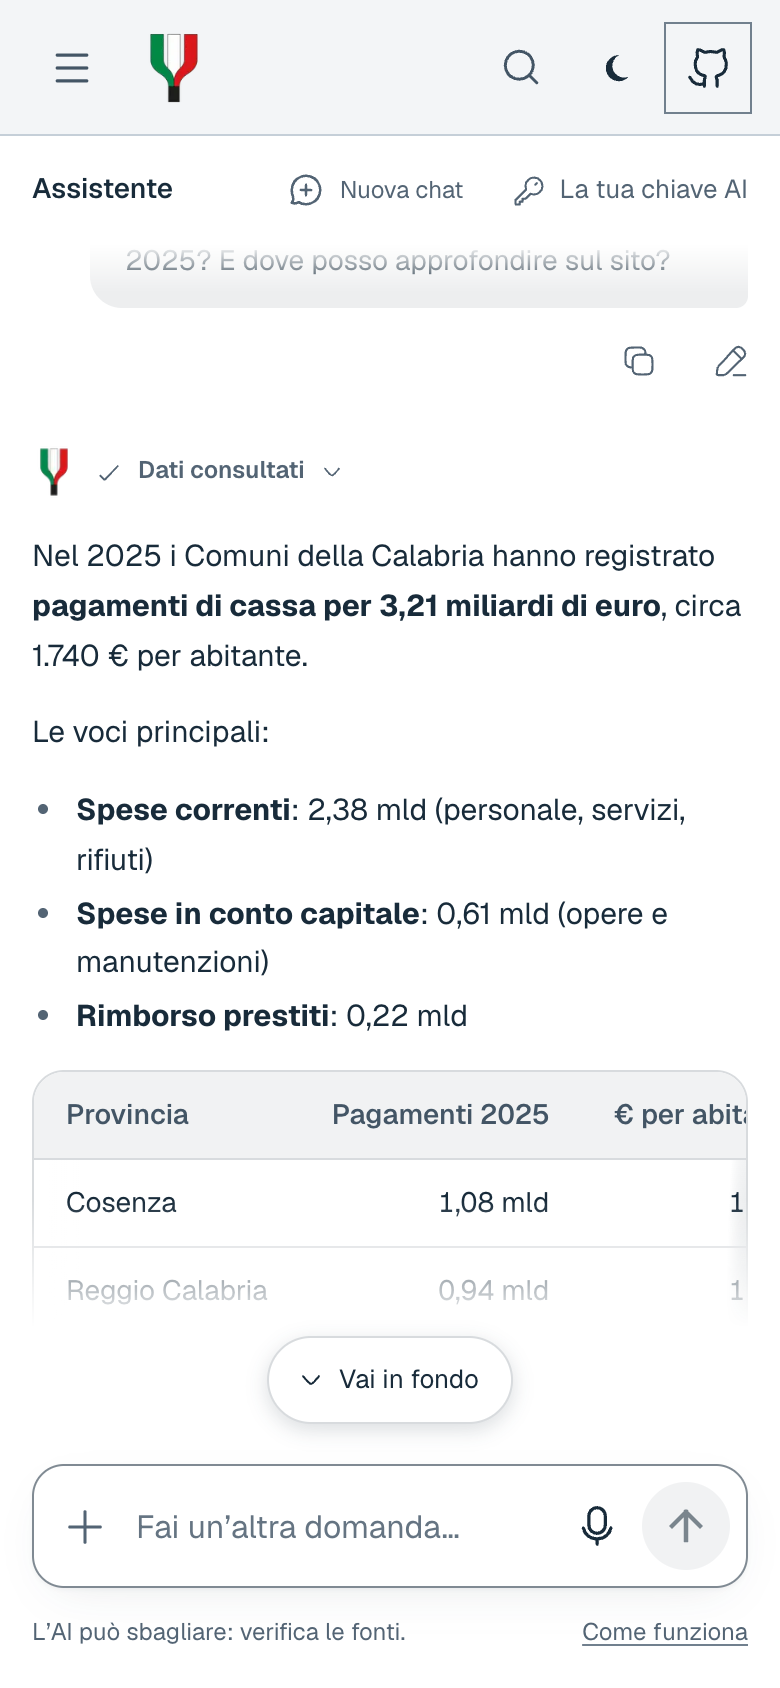 Assistente
Nuova chat
La tua chiave AI
2025? E dove posso approfondire sul sito?
Dati consultati
Nel 2025 i Comuni della Calabria hanno registrato
pagamenti di cassa per 3,21 miliardi di euro, circa
1.740 € per abitante.
Le voci principali:
Spese correnti: 2,38 mld (personale, servizi,
rifiuti)
Spese in conto capitale: 0,61 mld (opere e
manutenzioni)
Rimborso prestiti: 0,22 mld
Provincia Pagamenti 2025 € per
Cosenza 1,08 mld
Reggio Calabria 0,94 mld
Vai in fondo
Fai un’altra domanda...
L’AI può sbagliare: verifica le fonti.
Come funziona